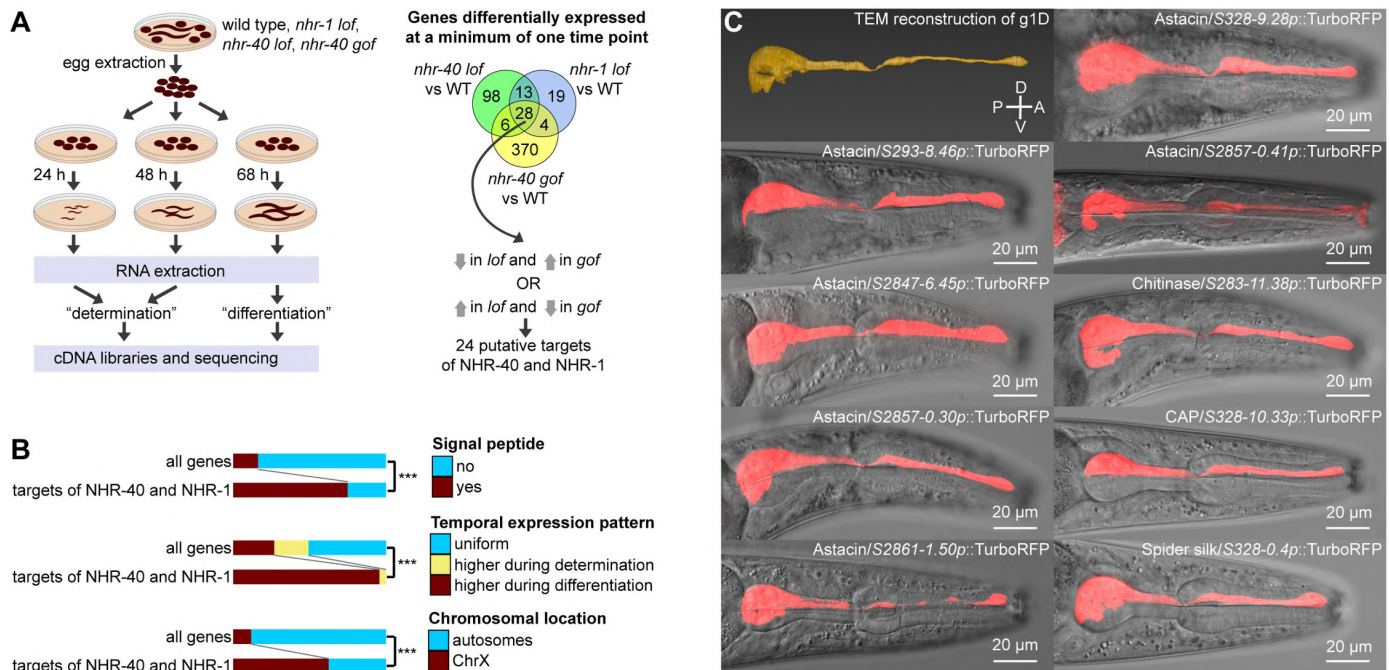 A
wild type, nhr-1 lof,
nhr-40 lof, nhr-40 gof
egg extraction
24 h
48 h
68 h
RNA extraction
“determination”
“differentiation”
cDNA libraries and sequencing
Genes differentially expressed
at a minimum of one time point
nhr-40 lof
vs WT
nhr-1 lof
vs WT
98
13
19
28
6
4
370
nhr-40 gof
vs WT
in lof and
in gof
OR
in lof and
in gof
24 putative targets
of NHR-40 and NHR-1
B
all genes
targets of NHR-40 and NHR-1
***
Signal peptide
no
yes
all genes
targets of NHR-40 and NHR-1
***
Temporal expression pattern
uniform
higher during determination
higher during differentiation
all genes
targets of NHR-40 and NHR-1
***
Chromosomal location
autosomes
ChrX
C
TEM reconstruction of g1D
D
P
A
V
Astacin/S328-9.28p::TurboRFP
20 µm
Astacin/S293-8.46p::TurboRFP
20 µm
Astacin/S2857-0.41p::TurboRFP
20 µm
Astacin/S2847-6.45p::TurboRFP
20 µm
Chitinase/S283-11.38p::TurboRFP
20 µm
Astacin/S2857-0.30p::TurboRFP
20 µm
CAP/S328-10.33p::TurboRFP
20 µm
Astacin/S2861-1.50p::TurboRFP
20 µm
Spider silk/S328-0.4p::TurboRFP
20 µm